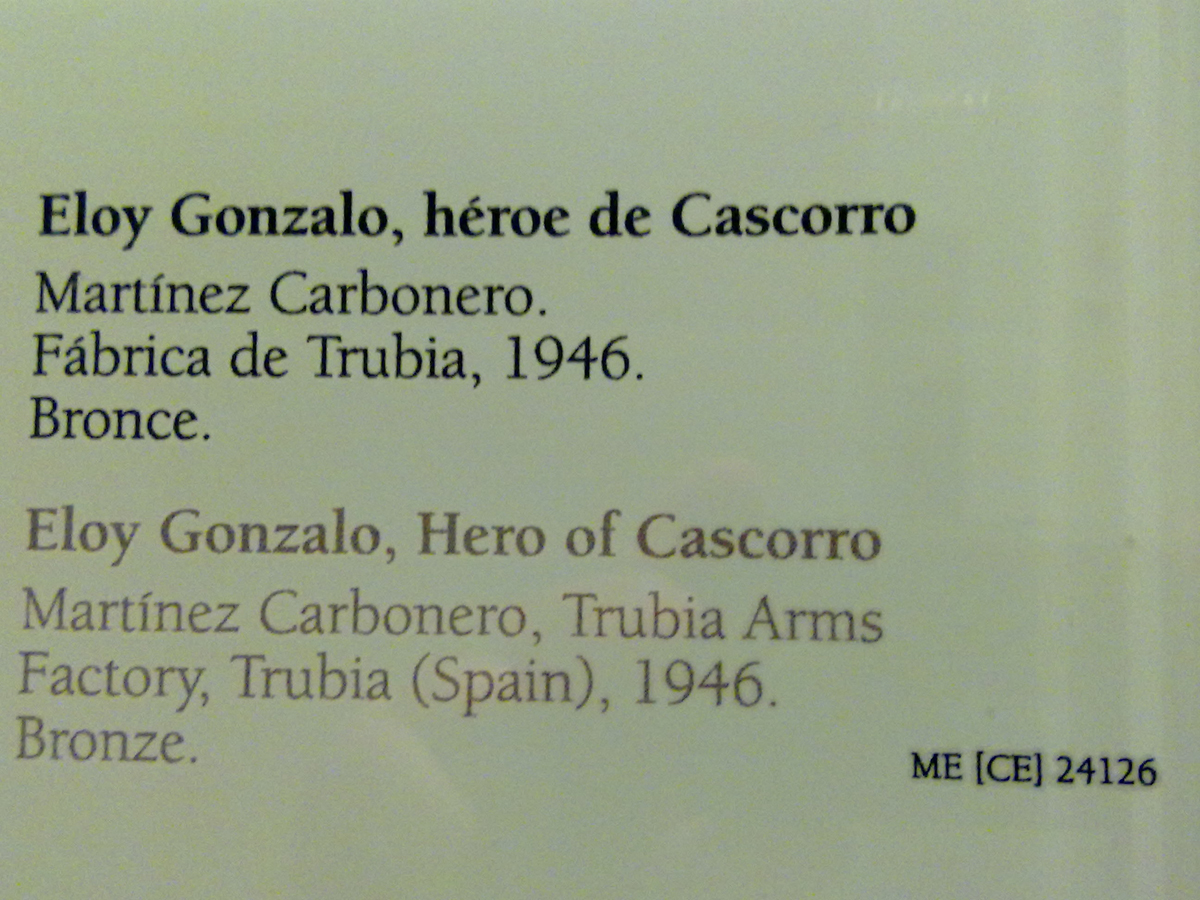 Eloy Gonzalo, héroe de Cascorro
Martínez Carbonero.
Fábrica de Trubia, 1946.
Bronce.
Eloy Gonzalo, Hero of Cascorro
Martínez Carbonero, Trubia Arms
Factory, Trubia (Spain), 1946.
Bronze.
ME [CE] 24126